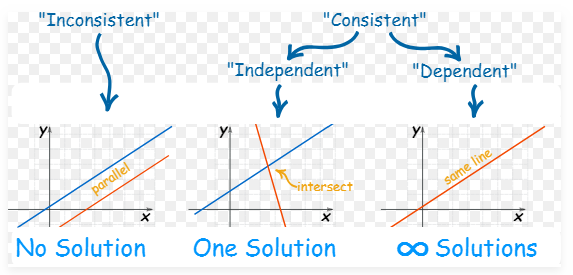 "Inconsistent"
"Consistent"
"Independent"
"Dependent"
y
parallel
x
y
intersect
x
y
same line
x
No Solution
One Solution
∞ Solutions